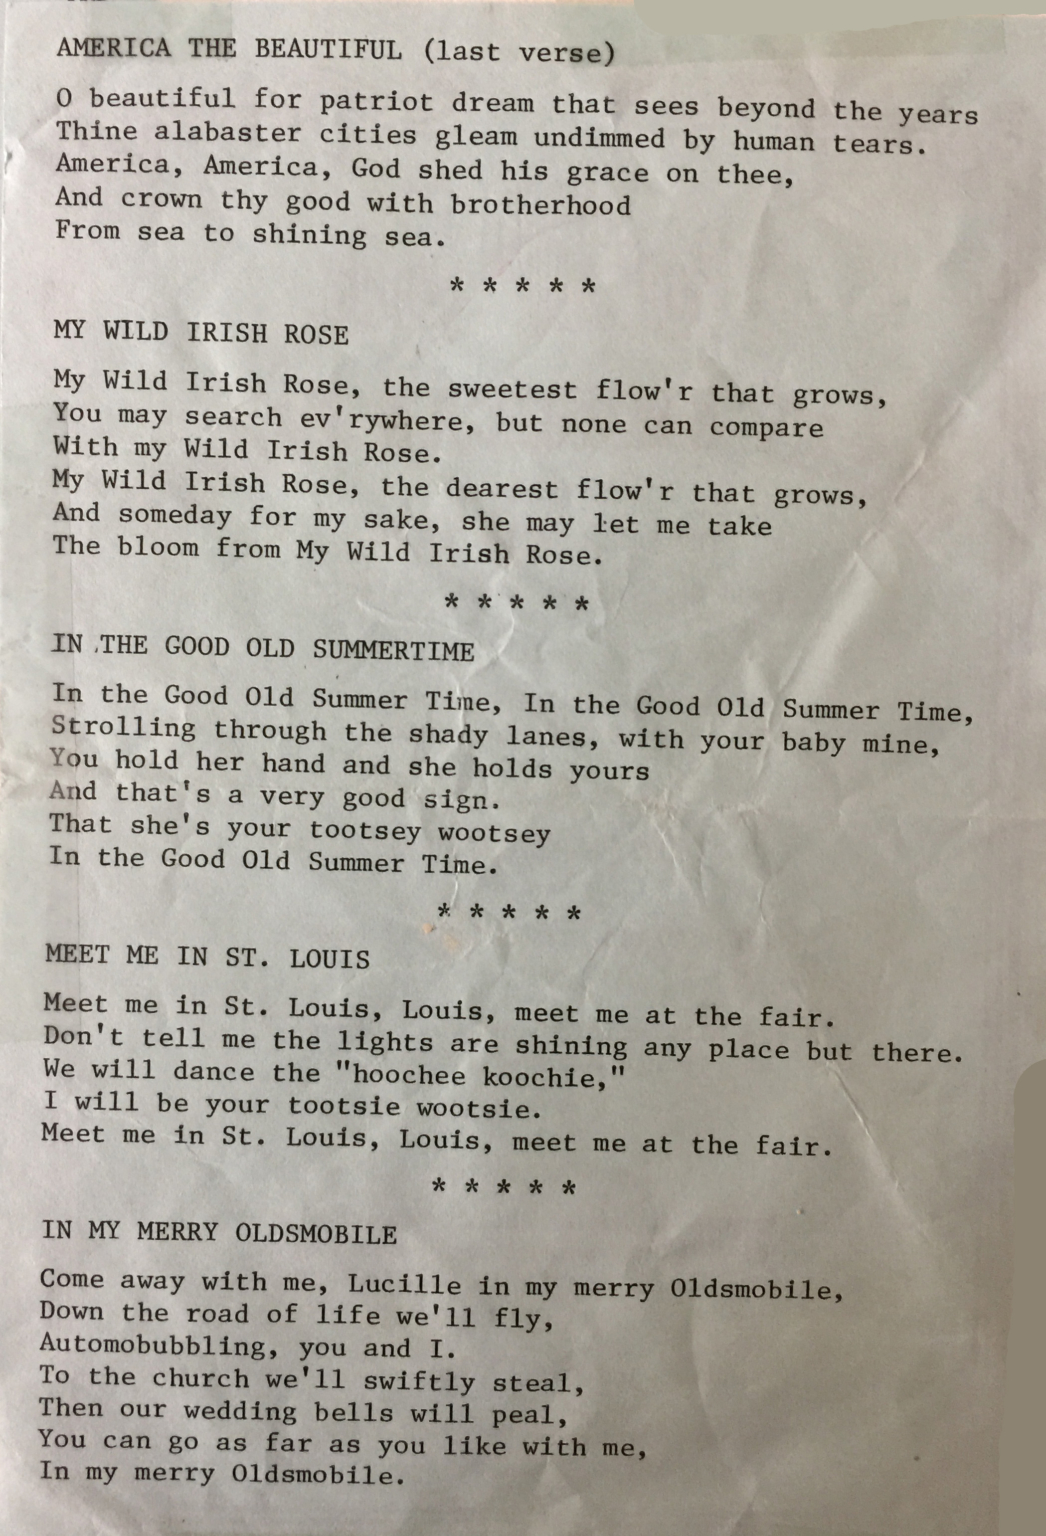 AMERICA THE BEAUTIFUL (last verse)
O beautiful for patriot dream that sees beyond the years
Thine alabaster cities gleam undimmed by human tears.
America, America, God shed his grace on thee,
And crown thy good with brotherhood
From sea to shining sea.
* * * * *
MY WILD IRISH ROSE
My Wild Irish Rose, the sweetest flow'r that grows,
You may search ev'rywhere, but none can compare
With my Wild Irish Rose.
My Wild Irish Rose, the dearest flow'r that grows,
And someday for my sake, she may let me take
The bloom from My Wild Irish Rose.
* * * * *
IN THE GOOD OLD SUMMERTIME
In the Good Old Summer Time, In the Good Old Summer Time,
Strolling through the shady lanes, with your baby mine,
You hold her hand and she holds yours
And that's a very good sign.
That she's your tootsey wootsey
In the Good Old Summer Time.
* * * * *
MEET ME IN ST. LOUIS
Meet me in St. Louis, Louis, meet me at the fair.
Don't tell me the lights are shining any place but there.
We will dance the "hoochee koochie,"
I will be your tootsie wootsie.
Meet me in St. Louis, Louis, meet me at the fair.
* * * * *
IN MY MERRY OLDSMOBILE
Come away with me, Lucille in my merry Oldsmobile,
Down the road of life we'll fly,
Automobubbling, you and I.
To the church we'll swiftly steal,
Then our wedding bells will peal,
You can go as far as you like with me,
In my merry Oldsmobile.